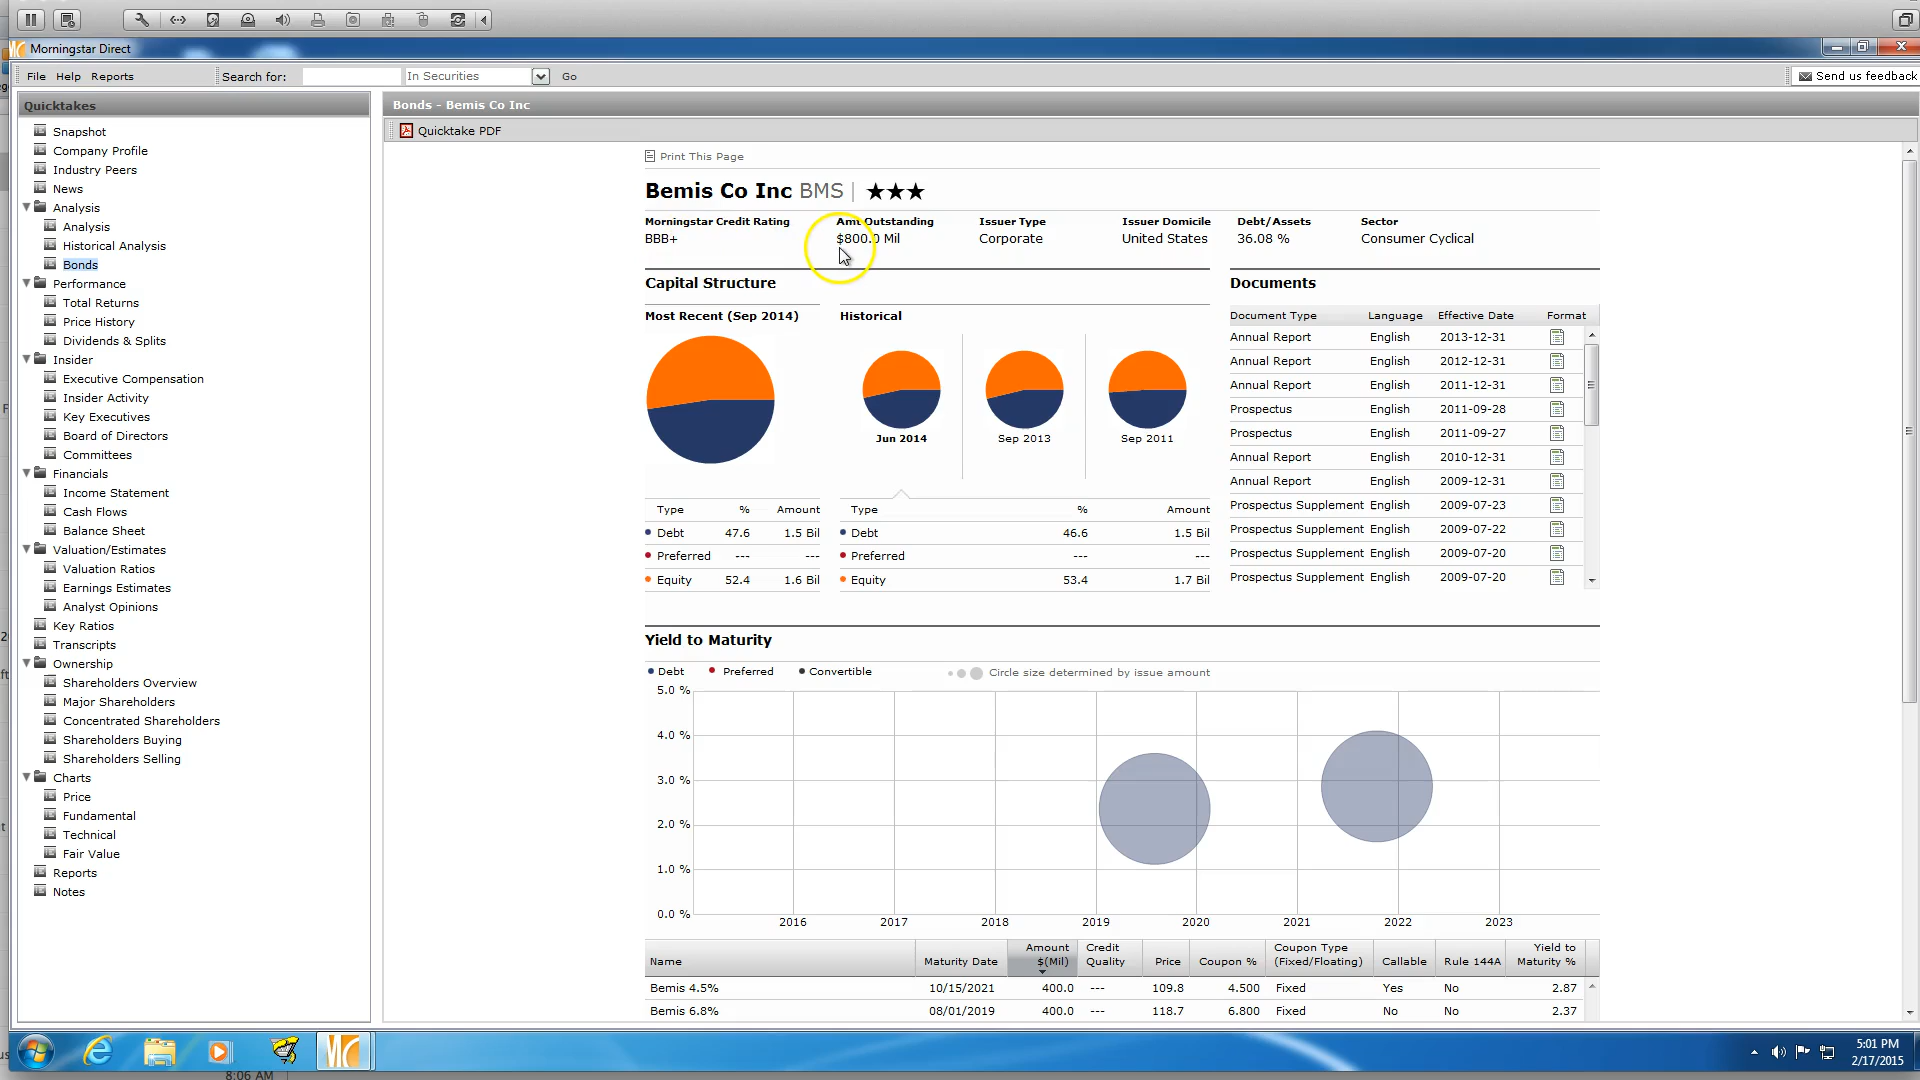 Morningstar Direct
File Help Reports Search for: In Securities Go Send us feedback
Quicktakes
Snapshot
Company Profile
Industry Peers
News
Analysis
Analysis
Historical Analysis
Bonds
Performance
Total Returns
Price History
Dividends & Splits
Insider
Executive Compensation
Insider Activity
Key Executives
Board of Directors
Committees
Financials
Income Statement
Cash Flows
Balance Sheet
Valuation/Estimates
Valuation Ratios
Earnings Estimates
Analyst Opinions
Key Ratios
Transcripts
Ownership
Shareholders Overview
Major Shareholders
Concentrated Shareholders
Shareholders Buying
Shareholders Selling
Charts
Price
Fundamental
Technical
Fair Value
Reports
Notes
Bonds - Bemis Co Inc
Quicktake PDF
Print This Page
Bemis Co Inc BMS | ★★★
Morningstar Credit Rating Amt Outstanding Issuer Type Issuer Domicile Debt/Assets Sector
BBB+ $800.0 Mil Corporate United States 36.08 % Consumer Cyclical
Capital Structure
Most Recent (Sep 2014) Historical
Jun 2014 Sep 2013 Sep 2011
Type % Amount Type % Amount
Debt 47.6 1.5 Bil Debt 46.6 1.5 Bil
Preferred --- --- Preferred --- ---
Equity 52.4 1.6 Bil Equity 53.4 1.7 Bil
Documents
Document Type Language Effective Date Format
Annual Report English 2013-12-31
Annual Report English 2012-12-31
Annual Report English 2011-12-31
Prospectus English 2011-09-28
Prospectus English 2011-09-27
Annual Report English 2010-12-31
Annual Report English 2009-12-31
Prospectus Supplement English 2009-07-23
Prospectus Supplement English 2009-07-22
Prospectus Supplement English 2009-07-20
Prospectus Supplement English 2009-07-20
Yield to Maturity
Debt Preferred Convertible Circle size determined by issue amount
5.0 %
4.0 %
3.0 %
2.0 %
1.0 %
0.0 %
2016 2017 2018 2019 2020 2021 2022 2023
Name Maturity Date Amount $(Mil) Credit Quality Price Coupon % Coupon Type (Fixed/Floating) Callable Rule 144A Yield to Maturity %
Bemis 4.5% 10/15/2021 400.0 --- 109.8 4.500 Fixed Yes No 2.87
Bemis 6.8% 08/01/2019 400.0 --- 118.7 6.800 Fixed No No 2.37
5:01 PM
2/17/2015
8:06 AM